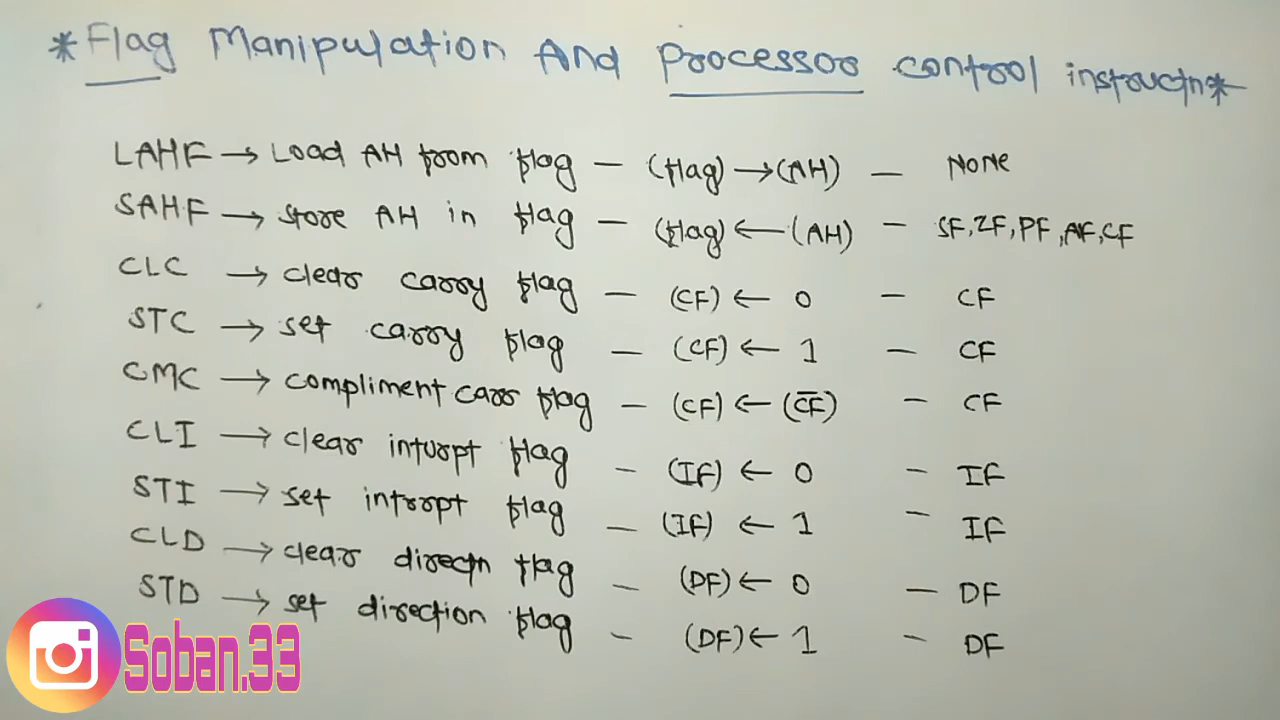 *Flag Manipulation And processor control instructn*
LAHF → Load AH from flag – (flag) → (AH) – None
SAHF → store AH in flag – (flag) ← (AH) – SF, ZF, PF, AF, CF
CLC → clear carry flag – (CF) ← 0 – CF
STC → set carry flag – (CF) ← 1 – CF
CMC → compliment carr flag – (CF) ← (C̅F̅) – CF
CLI → clear inturpt flag – (IF) ← 0 – IF
STI → set intrrpt flag – (IF) ← 1 – IF
CLD → clear directn flag – (DF) ← 0 – DF
STD → set direction flag – (DF) ← 1 – DF
Soban.33